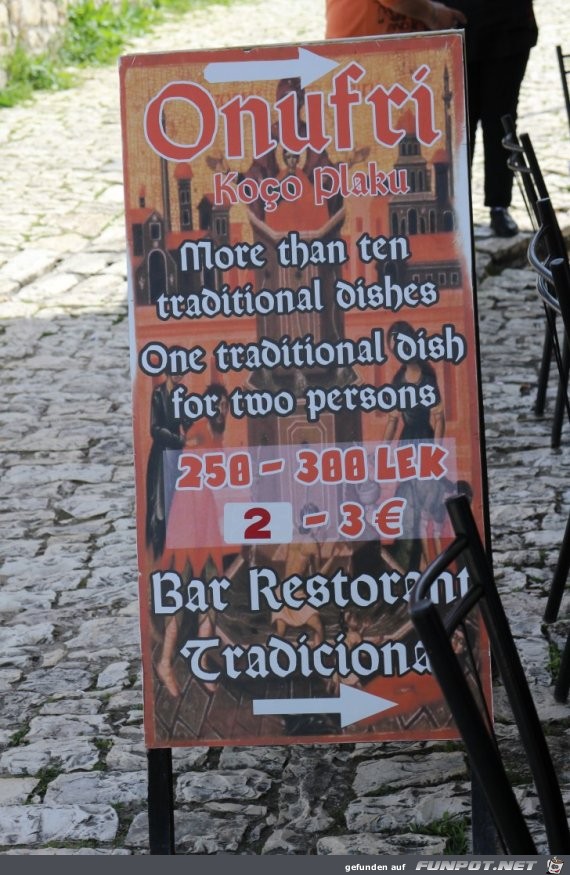 Onufri
Koço Plaku
More than ten
traditional dishes
One traditional dish
for two persons
250 - 300 LEK
2 - 3 €
Bar Restorant
Tradiciona
gefunden auf FUNPOT.NET